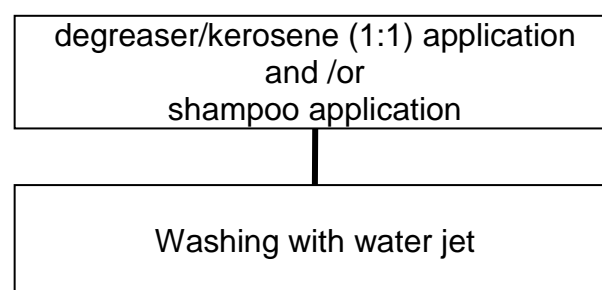 degreaser/kerosene (1:1) application
and /or
shampoo application
Washing with water jet